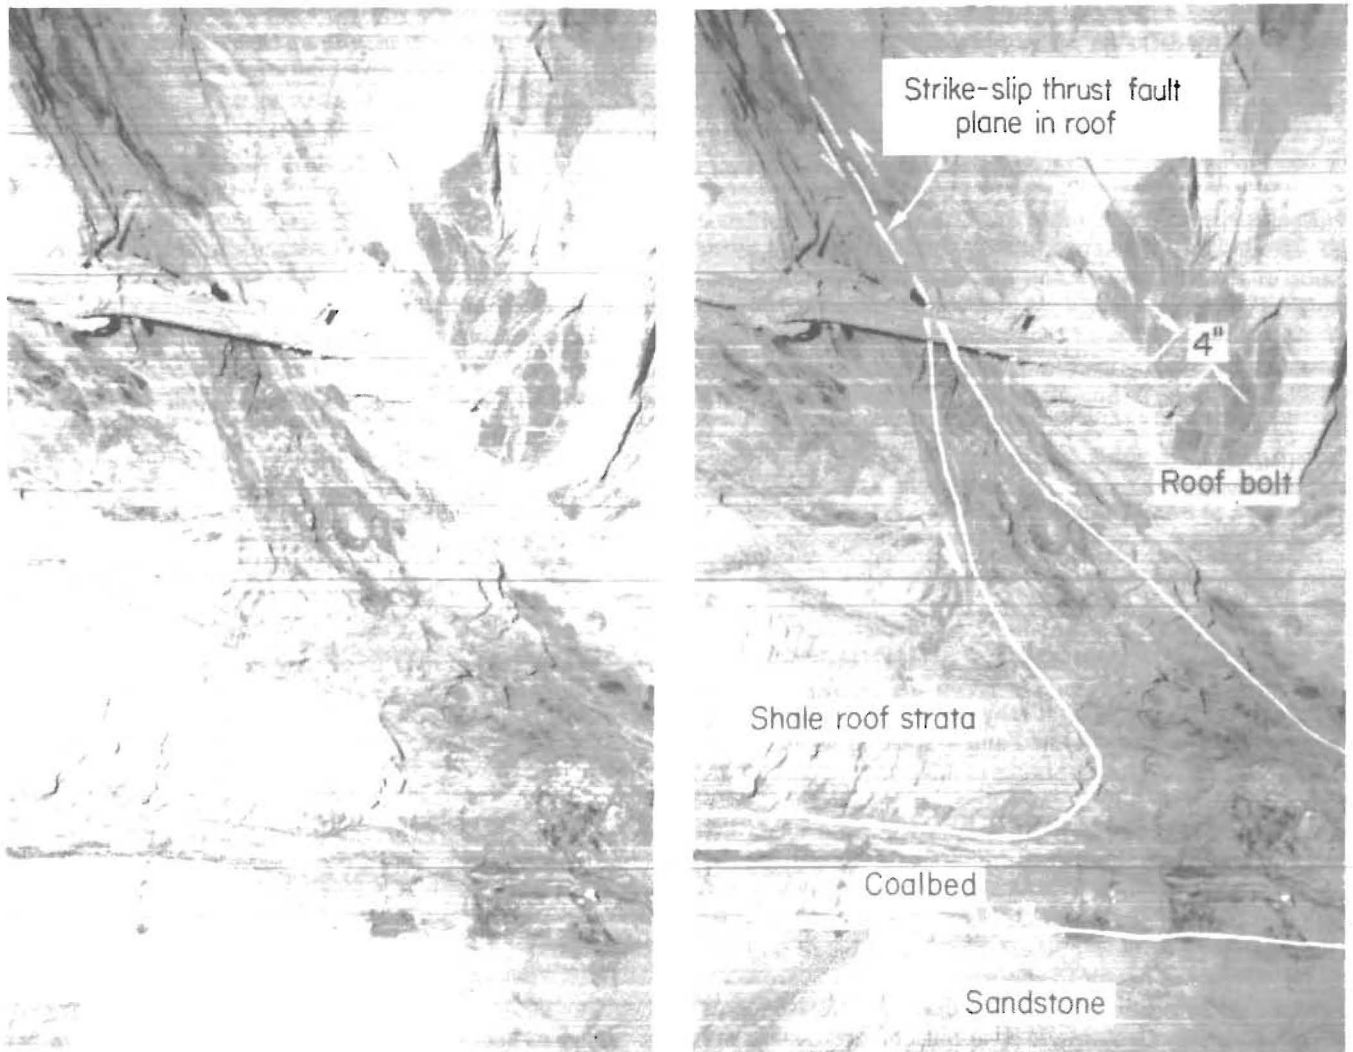 Strike-slip thrust fault
plane in roof
4"
Roof bolt
Shale roof strata
Coalbed
Sandstone